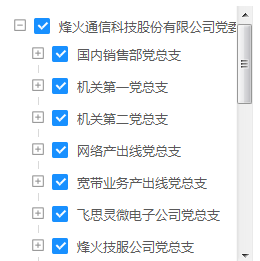 烽火通信科技股份有限公司党委
国内销售部党总支
机关第一党总支
机关第二党总支
网络产出线党总支
宽带业务产出线党总支
飞思灵微电子公司党总支
烽火技服公司党总支